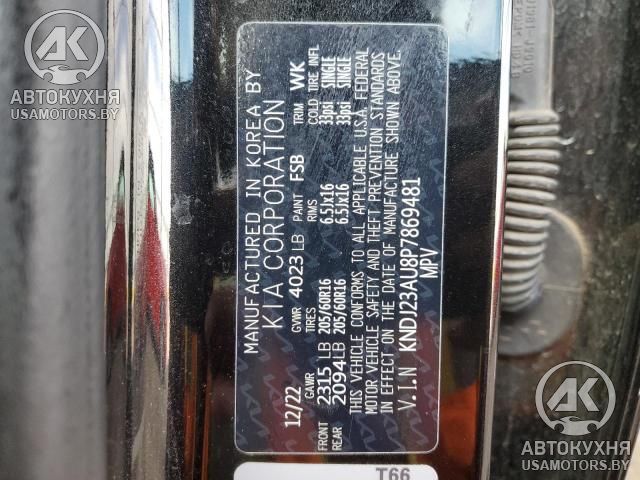 MANUFACTURED IN KOREA BY
KIA CORPORATION
12/22 GVWR 4023 LB PAINT FSB TRIM WK
GAWR TIRES RIMS COLD TIRE INFL
FRONT 2315 LB 205/60R16 6.5Jx16 33psi SINGLE
REAR 2094LB 205/60R16 6.5Jx16 33psi SINGLE
THIS VEHICLE CONFORMS TO ALL APPLICABLE U.S.A. FEDERAL
MOTOR VEHICLE SAFETY AND THEFT PREVENTION STANDARDS
IN EFFECT ON THE DATE OF MANUFACTURE SHOWN ABOVE.
V.I.N KNDJ23AU8P7869481
MPV
T66
АК
АВТОКУХНЯ
USAMOTORS.BY
АК
АВТОКУХНЯ
USAMOTORS.BY